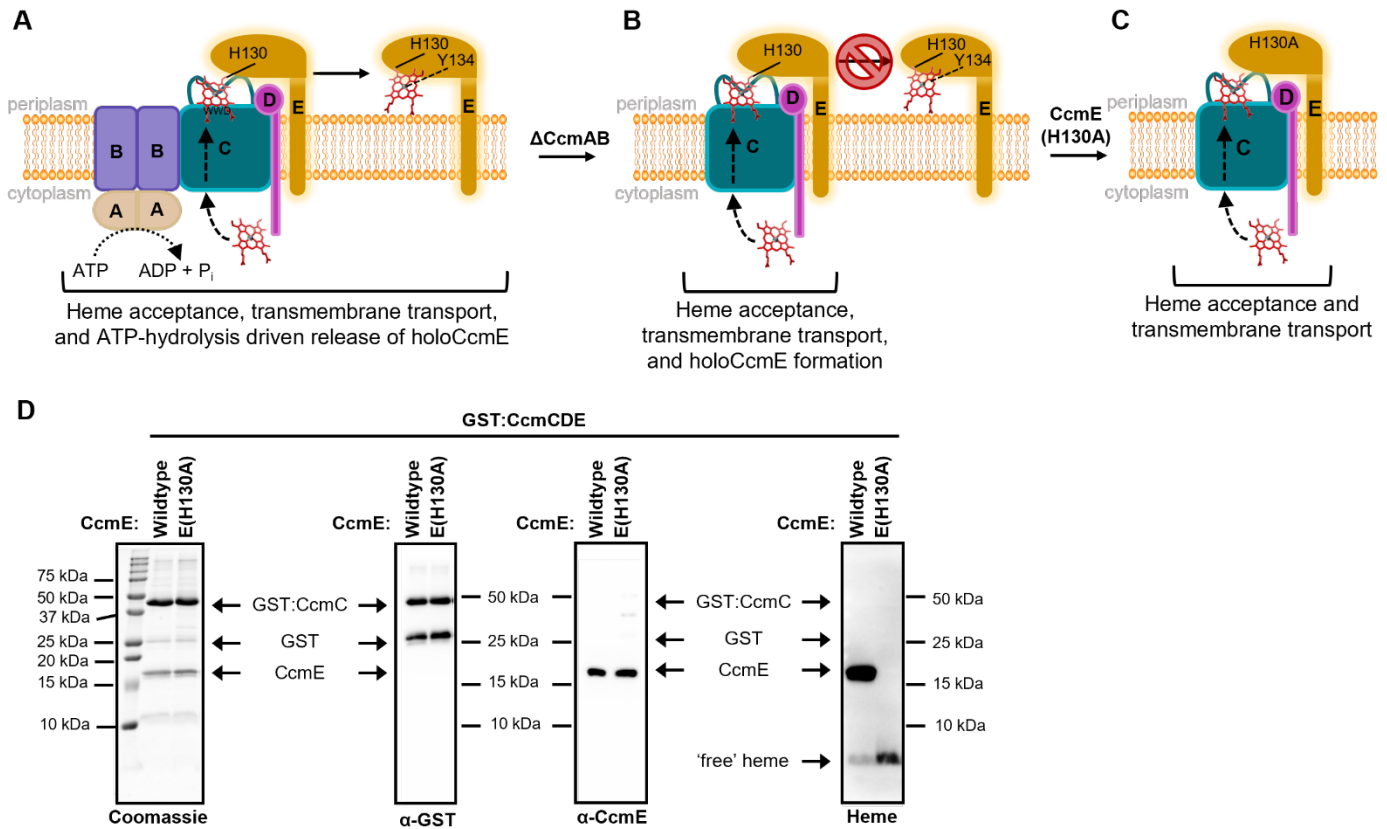 A
H130
H130
Y134
periplasm
D
E
E
B
B
C
cytoplasm
A
A
ATP
ADP + Pi
Heme acceptance, transmembrane transport,
and ATP-hydrolysis driven release of holoCcmE
ΔCcmAB
B
H130
H130
Y134
periplasm
D
E
E
C
cytoplasm
Heme acceptance,
transmembrane transport,
and holoCcmE formation
CcmE
(H130A)
C
H130A
periplasm
D
E
C
cytoplasm
Heme acceptance and
transmembrane transport
D
GST:CcmCDE
CcmE:
Wildtype
E(H130A)
75 kDa
50 kDa
37 kDa
25 kDa
20 kDa
15 kDa
10 kDa
Coomassie
GST:CcmC
GST
CcmE
CcmE:
Wildtype
E(H130A)
α-GST
50 kDa
25 kDa
15 kDa
10 kDa
CcmE:
Wildtype
E(H130A)
α-CcmE
GST:CcmC
GST
CcmE
'free' heme
Wildtype
E(H130A)
50 kDa
25 kDa
15 kDa
10 kDa
Heme